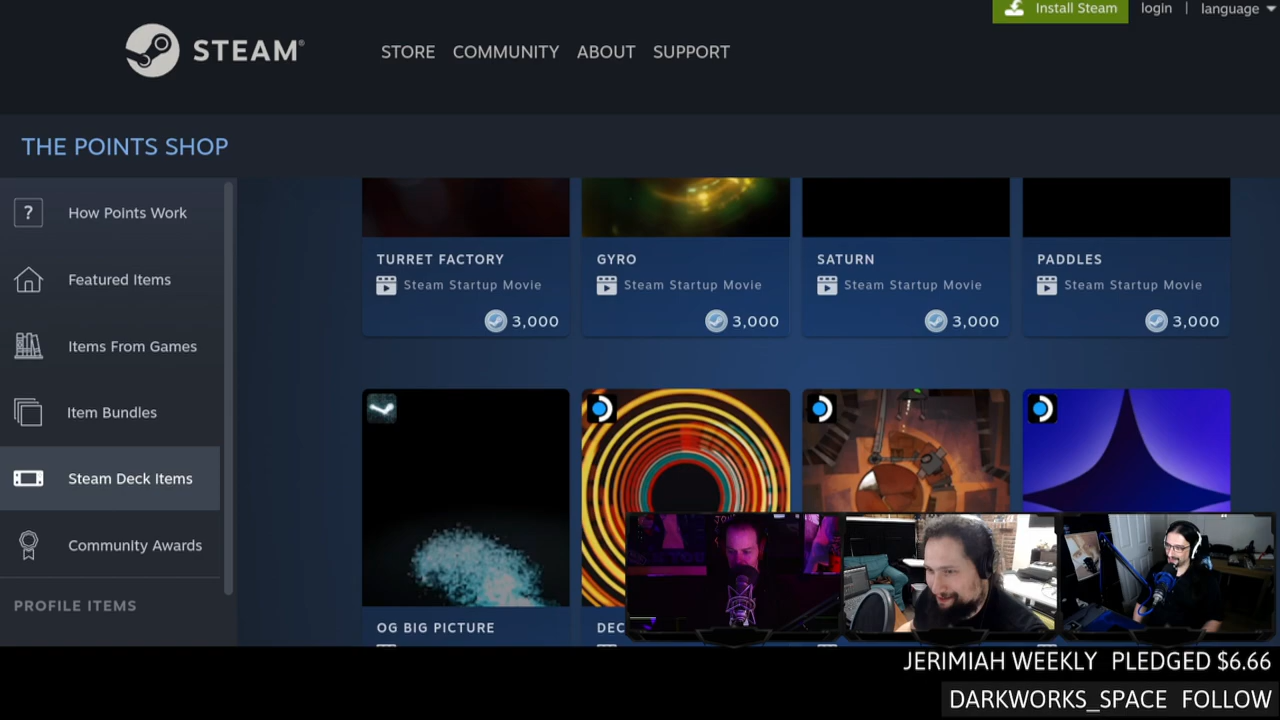 Install Steam login | language
STEAM®
STORE COMMUNITY ABOUT SUPPORT
THE POINTS SHOP
? How Points Work
Featured Items
Items From Games
Item Bundles
Steam Deck Items
Community Awards
PROFILE ITEMS
TURRET FACTORY
Steam Startup Movie
3,000
GYRO
Steam Startup Movie
3,000
SATURN
Steam Startup Movie
3,000
PADDLES
Steam Startup Movie
3,000
OG BIG PICTURE
JERIMIAH WEEKLY PLEDGED $6.66
DARKWORKS_SPACE FOLLOW